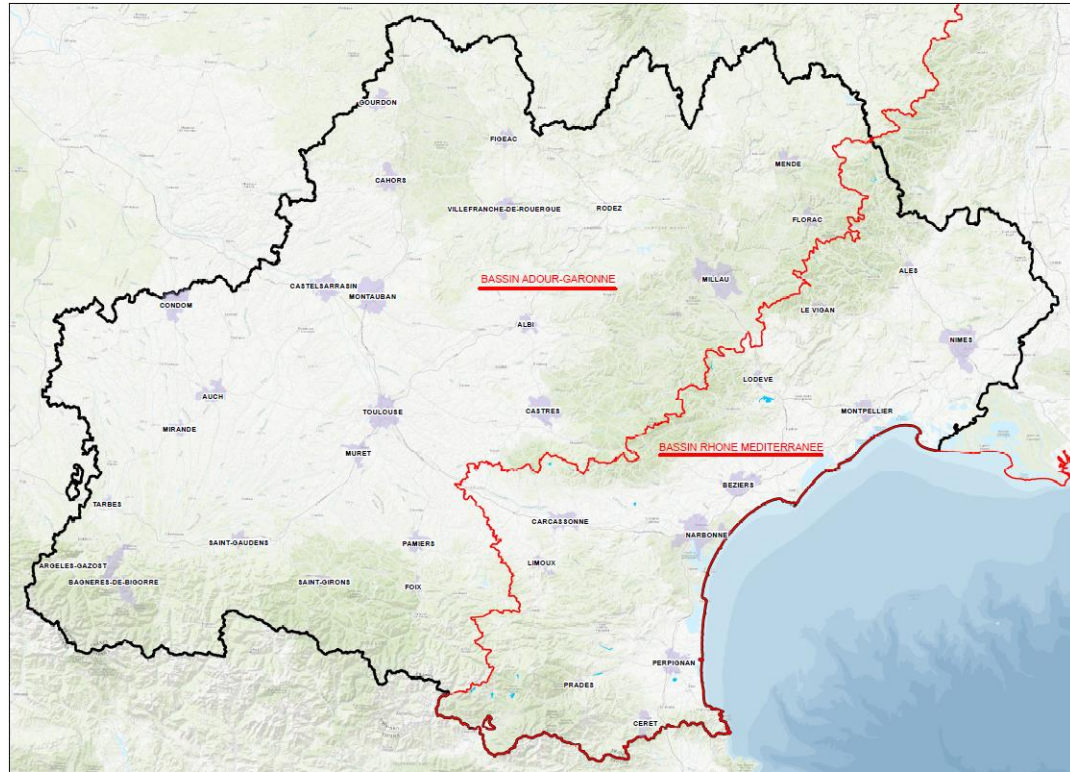 GOURDON
FIGEAC
MENDE
CAHORS
VILLEFRANCHE-DE-ROUERGUE
RODEZ
FLORAC
ALES
BASSIN ADOUR-GARONNE
MILLAU
CASTELSARRASIN
MONTAUBAN
CONDOM
LE VIGAN
ALBI
NIMES
LODEVE
AUCH
TOULOUSE
CASTRES
MONTPELLIER
MIRANDE
MURET
BASSIN RHONE MEDITERRANEE
BEZIERS
TARBES
CARCASSONNE
NARBONNE
SAINT-GAUDENS
PAMIERS
ARGELES-GAZOST
LIMOUX
BAGNERES-DE-BIGORRE
SAINT-GIRONS
FOIX
PERPIGNAN
PRADES
CERET